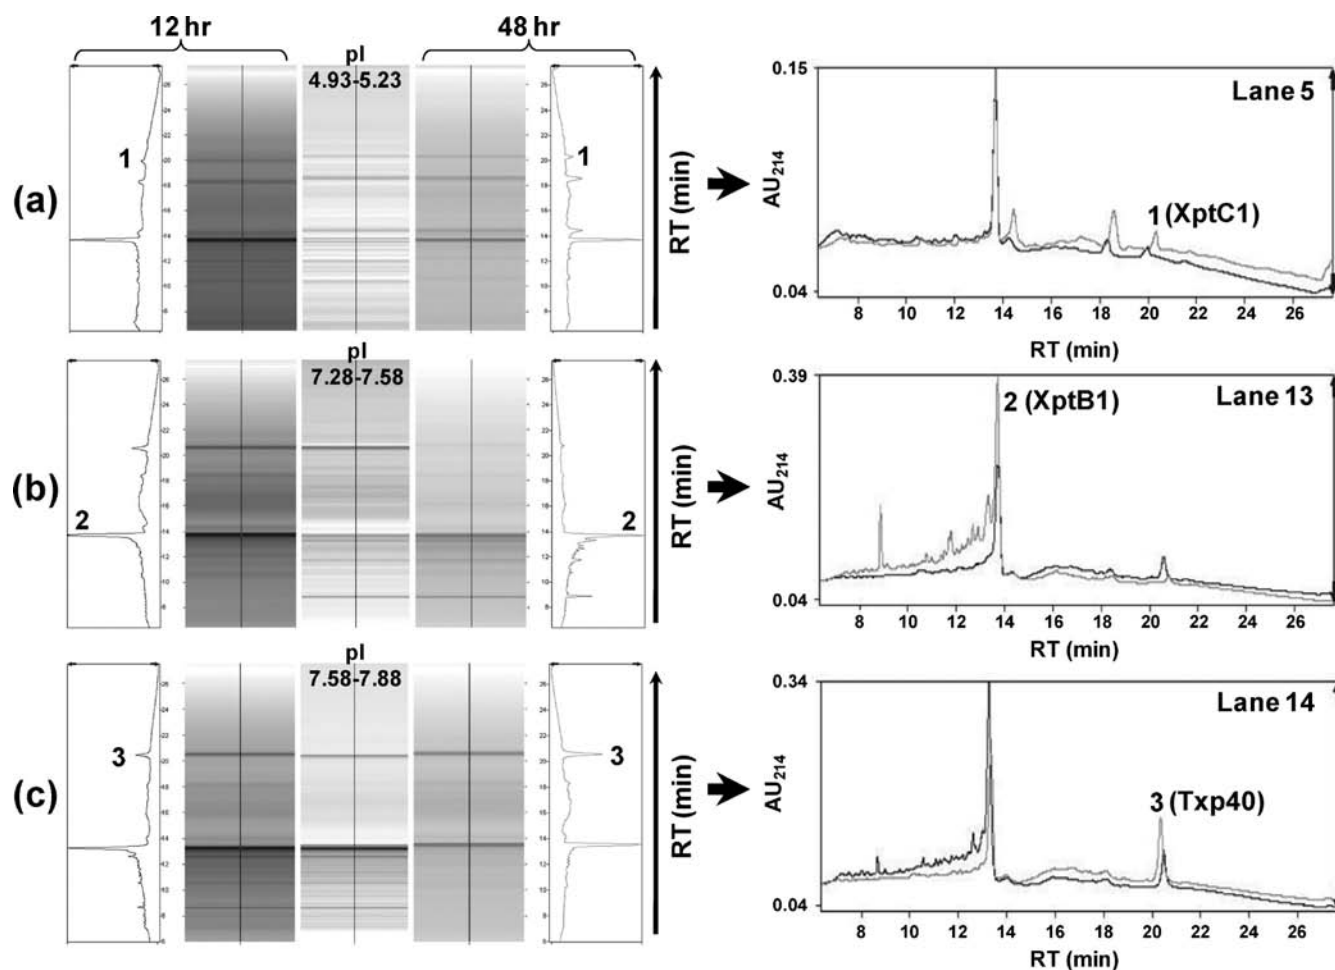 12 hr
48 hr
pI
4.93-5.23
1
1
(a)
RT (min)
0.15
Lane 5
AU214
1 (XptC1)
0.04
8 10 12 14 16 18 20 22 24 26
RT (min)
pI
7.28-7.58
2
2
(b)
RT (min)
0.39
2 (XptB1)
Lane 13
AU214
0.04
8 10 12 14 16 18 20 22 24 26
RT (min)
pI
7.58-7.88
3
3
(c)
RT (min)
0.34
Lane 14
AU214
3 (Txp40)
0.04
8 10 12 14 16 18 20 22 24 26
RT (min)